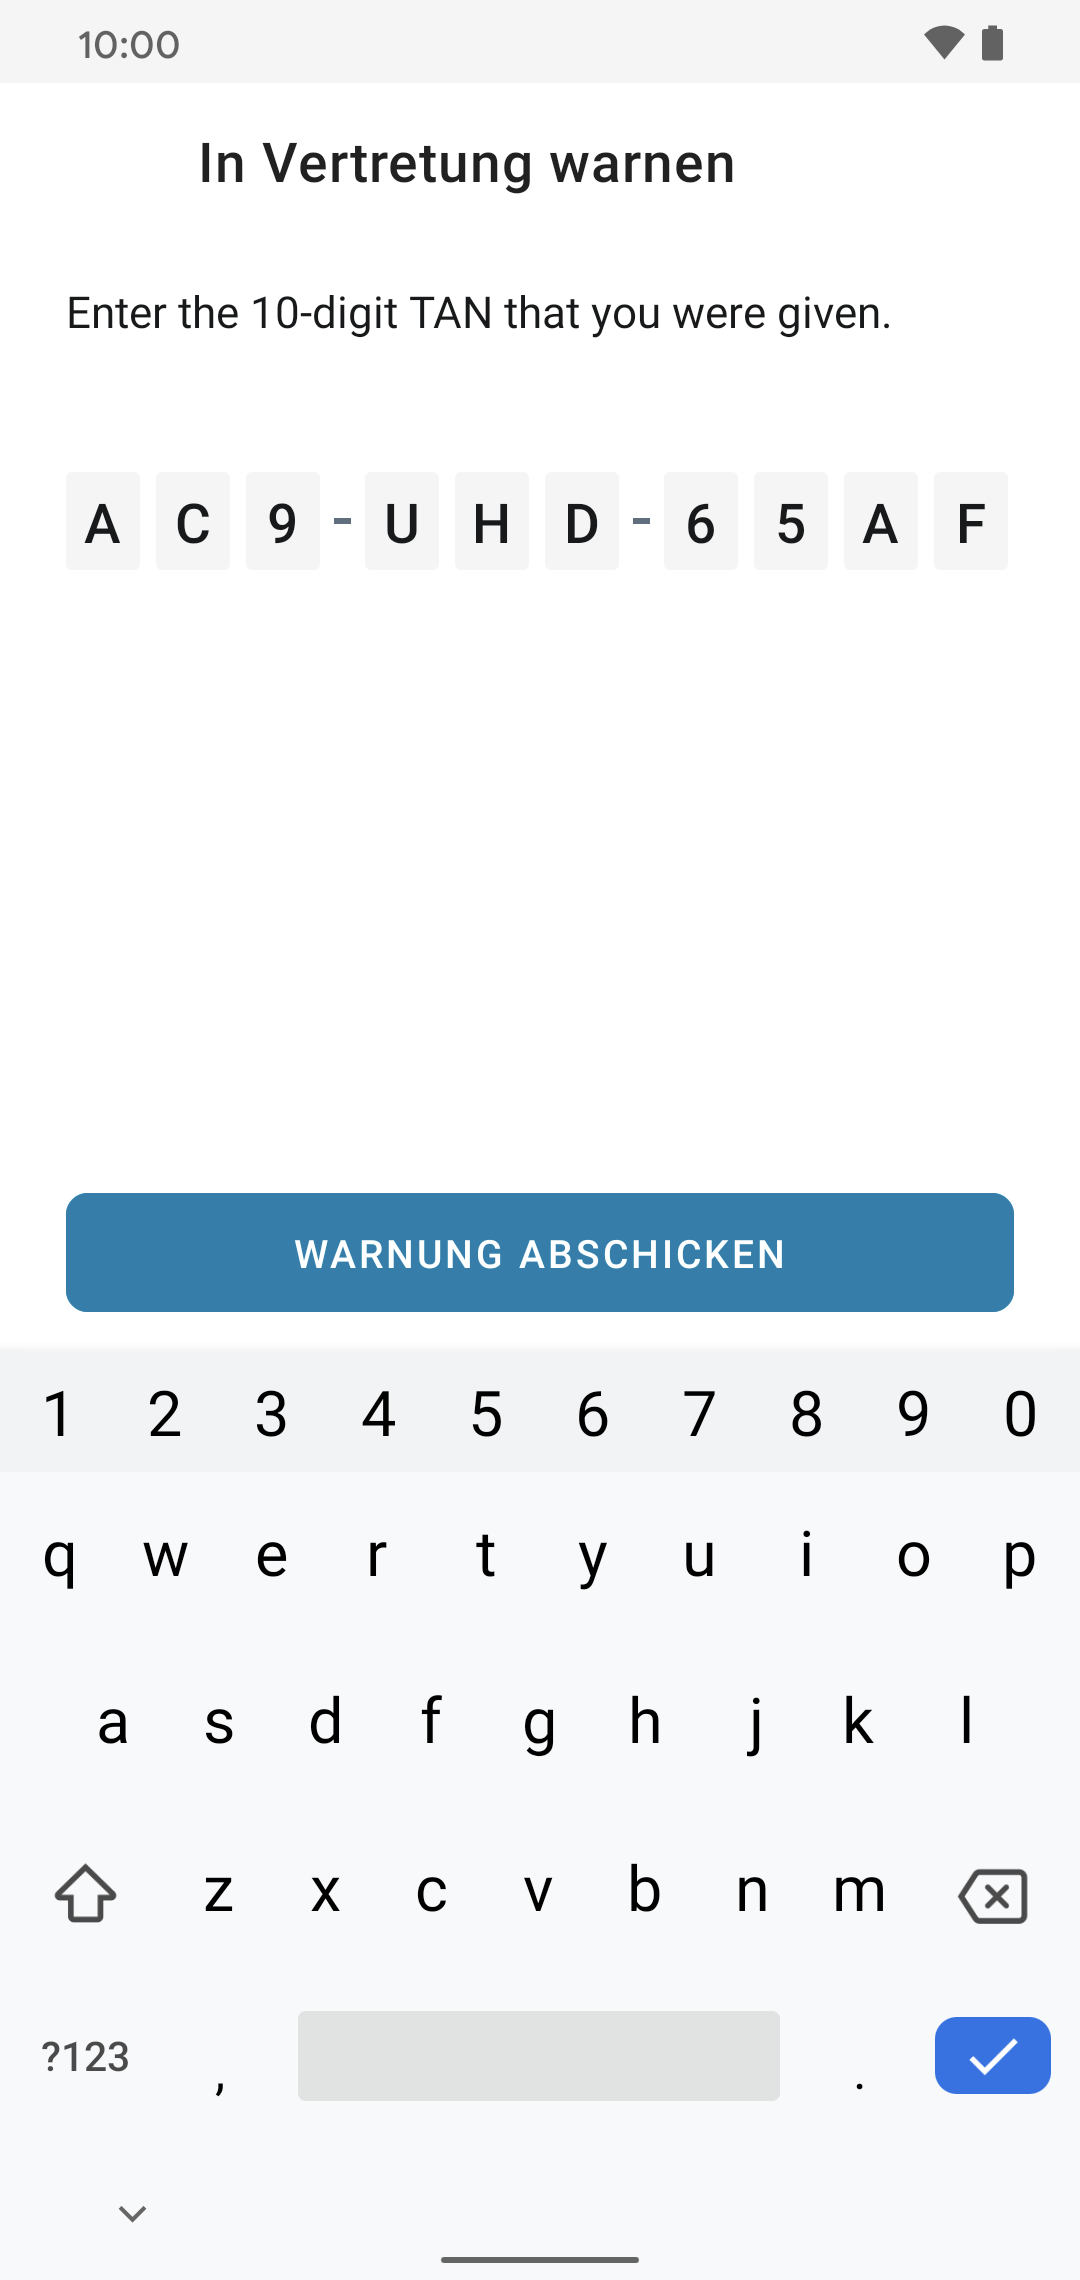 10:00
In Vertretung warnen
Enter the 10-digit TAN that you were given.
A C 9 - U H D - 6 5 A F
WARNUNG ABSCHICKEN
1 2 3 4 5 6 7 8 9 0
q w e r t y u i o p
a s d f g h j k l
z x c v b n m
?123 , .